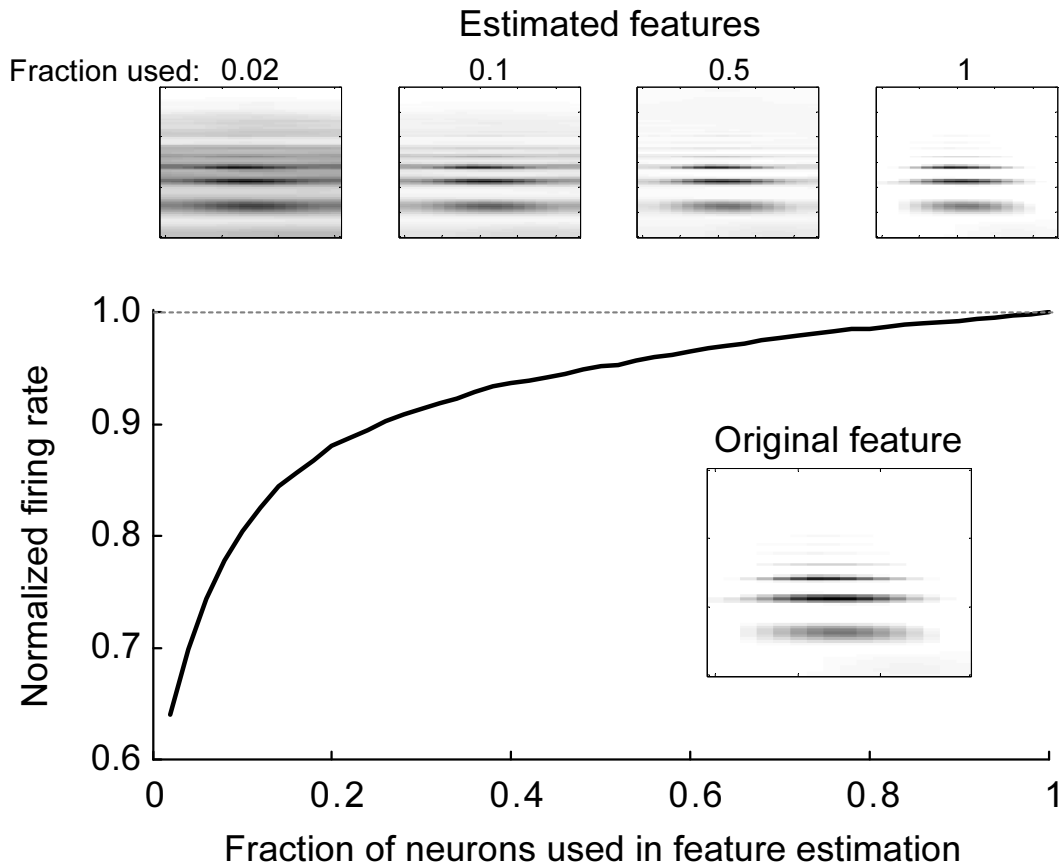 Estimated features
Fraction used: 0.02 0.1 0.5 1
1.0
0.9
0.8
0.7
0.6
Normalized firing rate
Original feature
0 0.2 0.4 0.6 0.8 1
Fraction of neurons used in feature estimation